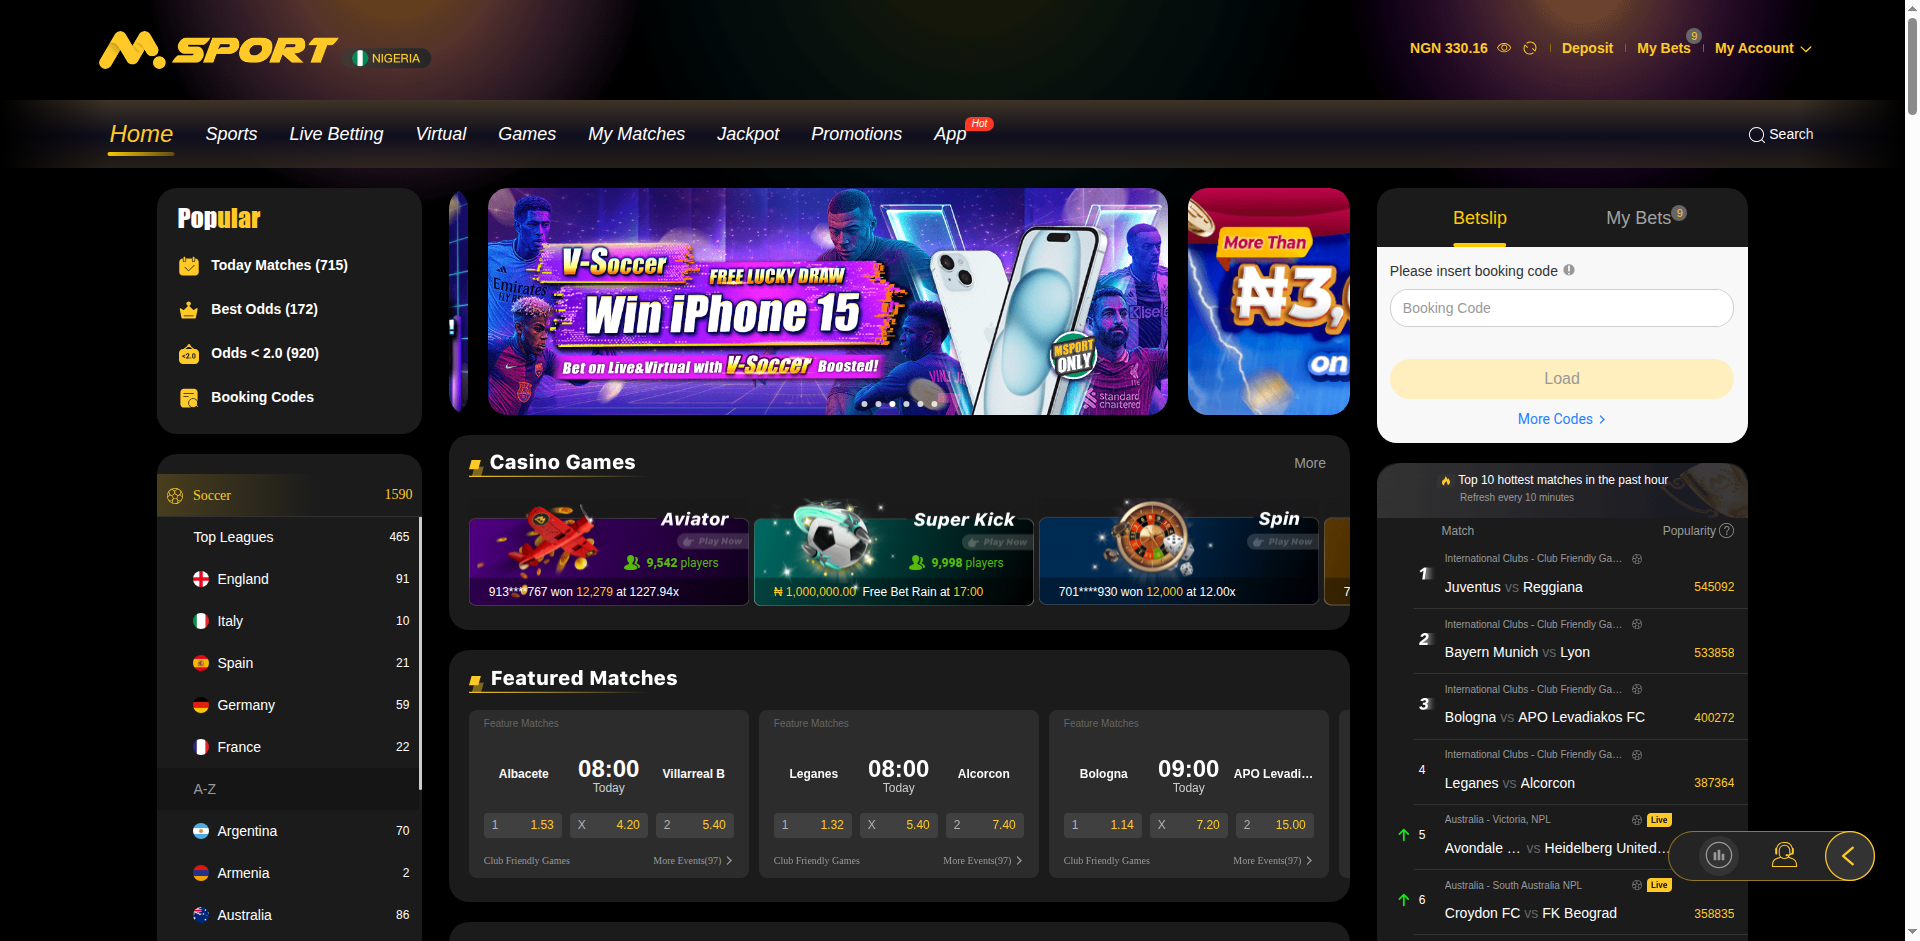 M.SPORT
NIGERIA
NGN 330.16
Deposit
My Bets
9
My Account
Home
Sports
Live Betting
Virtual
Games
My Matches
Jackpot
Promotions
App
Hot
Search
Popular
Today Matches (715)
Best Odds (172)
<2.0
Odds < 2.0 (920)
Booking Codes
Soccer
1590
Top Leagues
465
England
91
Italy
10
Spain
21
Germany
59
France
22
A-Z
Argentina
70
Armenia
2
Australia
86
V-Soccer
FREE LUCKY DRAW
Win iPhone 15
Bet on Live&Virtual with V-Soccer Boosted!
MSPORT
ONLY
standard
chartered
More Than
₦3,
on
Casino Games
More
Aviator
Play Now
9,542 players
913***767 won 12,279 at 1227.94x
Super Kick
Play Now
9,998 players
₦ 1,000,000.00 Free Bet Rain at 17:00
Spin
Play Now
701****930 won 12,000 at 12.00x
7
Featured Matches
Feature Matches
Albacete
08:00
Today
Villarreal B
1 1.53
X 4.20
2 5.40
Club Friendly Games
More Events(97)
Feature Matches
Leganes
08:00
Today
Alcorcon
1 1.32
X 5.40
2 7.40
Club Friendly Games
More Events(97)
Feature Matches
Bologna
09:00
Today
APO Levadi...
1 1.14
X 7.20
2 15.00
Club Friendly Games
More Events(97)
Betslip
My Bets
9
Please insert booking code
Booking Code
Load
More Codes
Top 10 hottest matches in the past hour
Refresh every 10 minutes
Match
Popularity ?
International Clubs - Club Friendly Ga...
1
Juventus vs Reggiana
545092
International Clubs - Club Friendly Ga...
2
Bayern Munich vs Lyon
533858
International Clubs - Club Friendly Ga...
3
Bologna vs APO Levadiakos FC
400272
International Clubs - Club Friendly Ga...
4
Leganes vs Alcorcon
387364
Australia - Victoria, NPL
Live
5
Avondale ... vs Heidelberg United...
Australia - South Australia NPL
Live
6
Croydon FC vs FK Beograd
358835